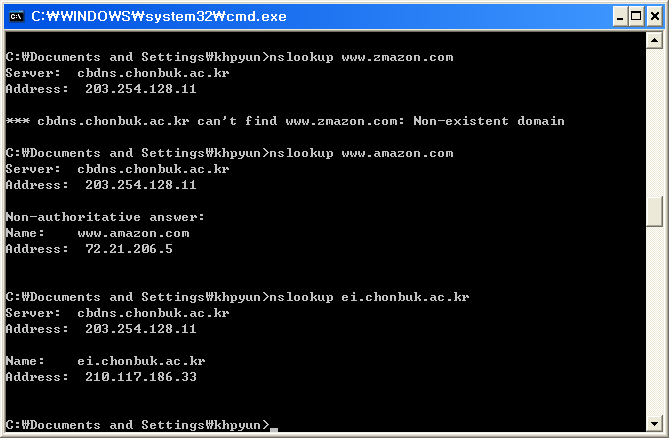 C:₩WINDOWS₩system32₩cmd.exe
C:₩Documents and Settings₩khpyun>nslookup www.zmazon.com
Server:  cbdns.chonbuk.ac.kr
Address:  203.254.128.11
*** cbdns.chonbuk.ac.kr can't find www.zmazon.com: Non-existent domain
C:₩Documents and Settings₩khpyun>nslookup www.amazon.com
Server:  cbdns.chonbuk.ac.kr
Address:  203.254.128.11
Non-authoritative answer:
Name:    www.amazon.com
Address:  72.21.206.5
C:₩Documents and Settings₩khpyun>nslookup ei.chonbuk.ac.kr
Server:  cbdns.chonbuk.ac.kr
Address:  203.254.128.11
Name:    ei.chonbuk.ac.kr
Address:  210.117.186.33
C:₩Documents and Settings₩khpyun>_